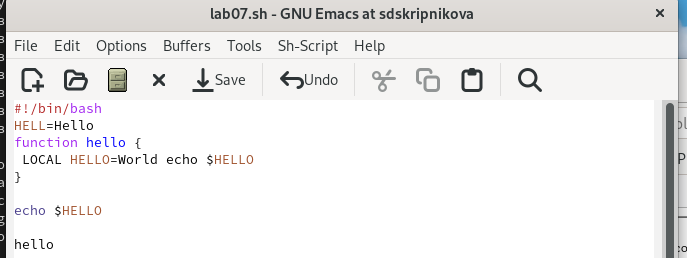 lab07.sh - GNU Emacs at sdskripnikova
File Edit Options Buffers Tools Sh-Script Help
Save Undo
#!/bin/bash
HELL=Hello
function hello {
LOCAL HELLO=World echo $HELLO
}
echo $HELLO
hello